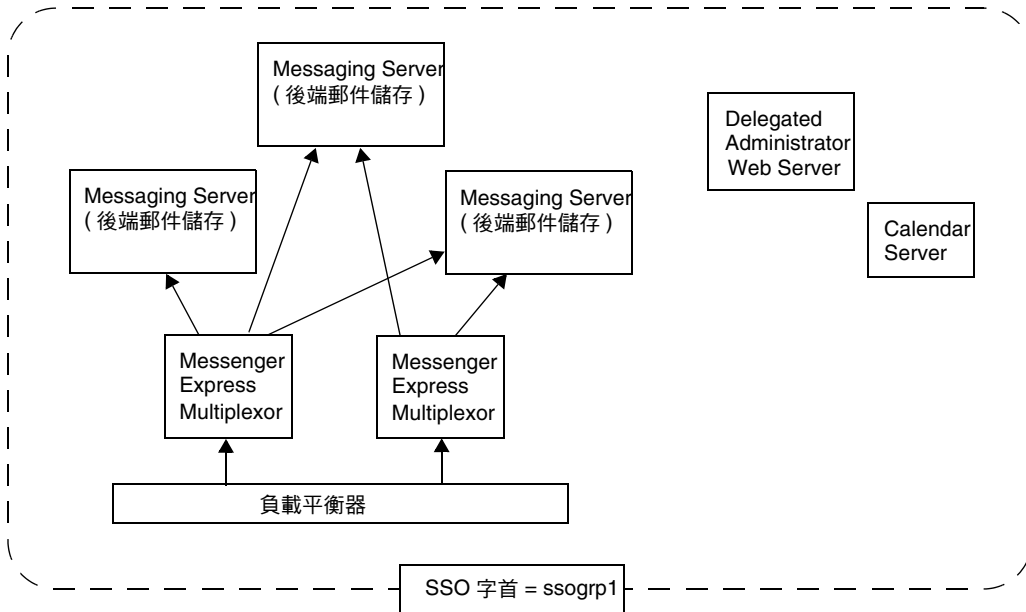 Messaging Server
( 後端郵件儲存 )
Delegated
Administrator
Web Server
Messaging Server
( 後端郵件儲存 )
Messaging Server
( 後端郵件儲存 )
Calendar
Server
Messenger
Express
Multiplexor
Messenger
Express
Multiplexor
負載平衡器
SSO 字首 = ssogrp1